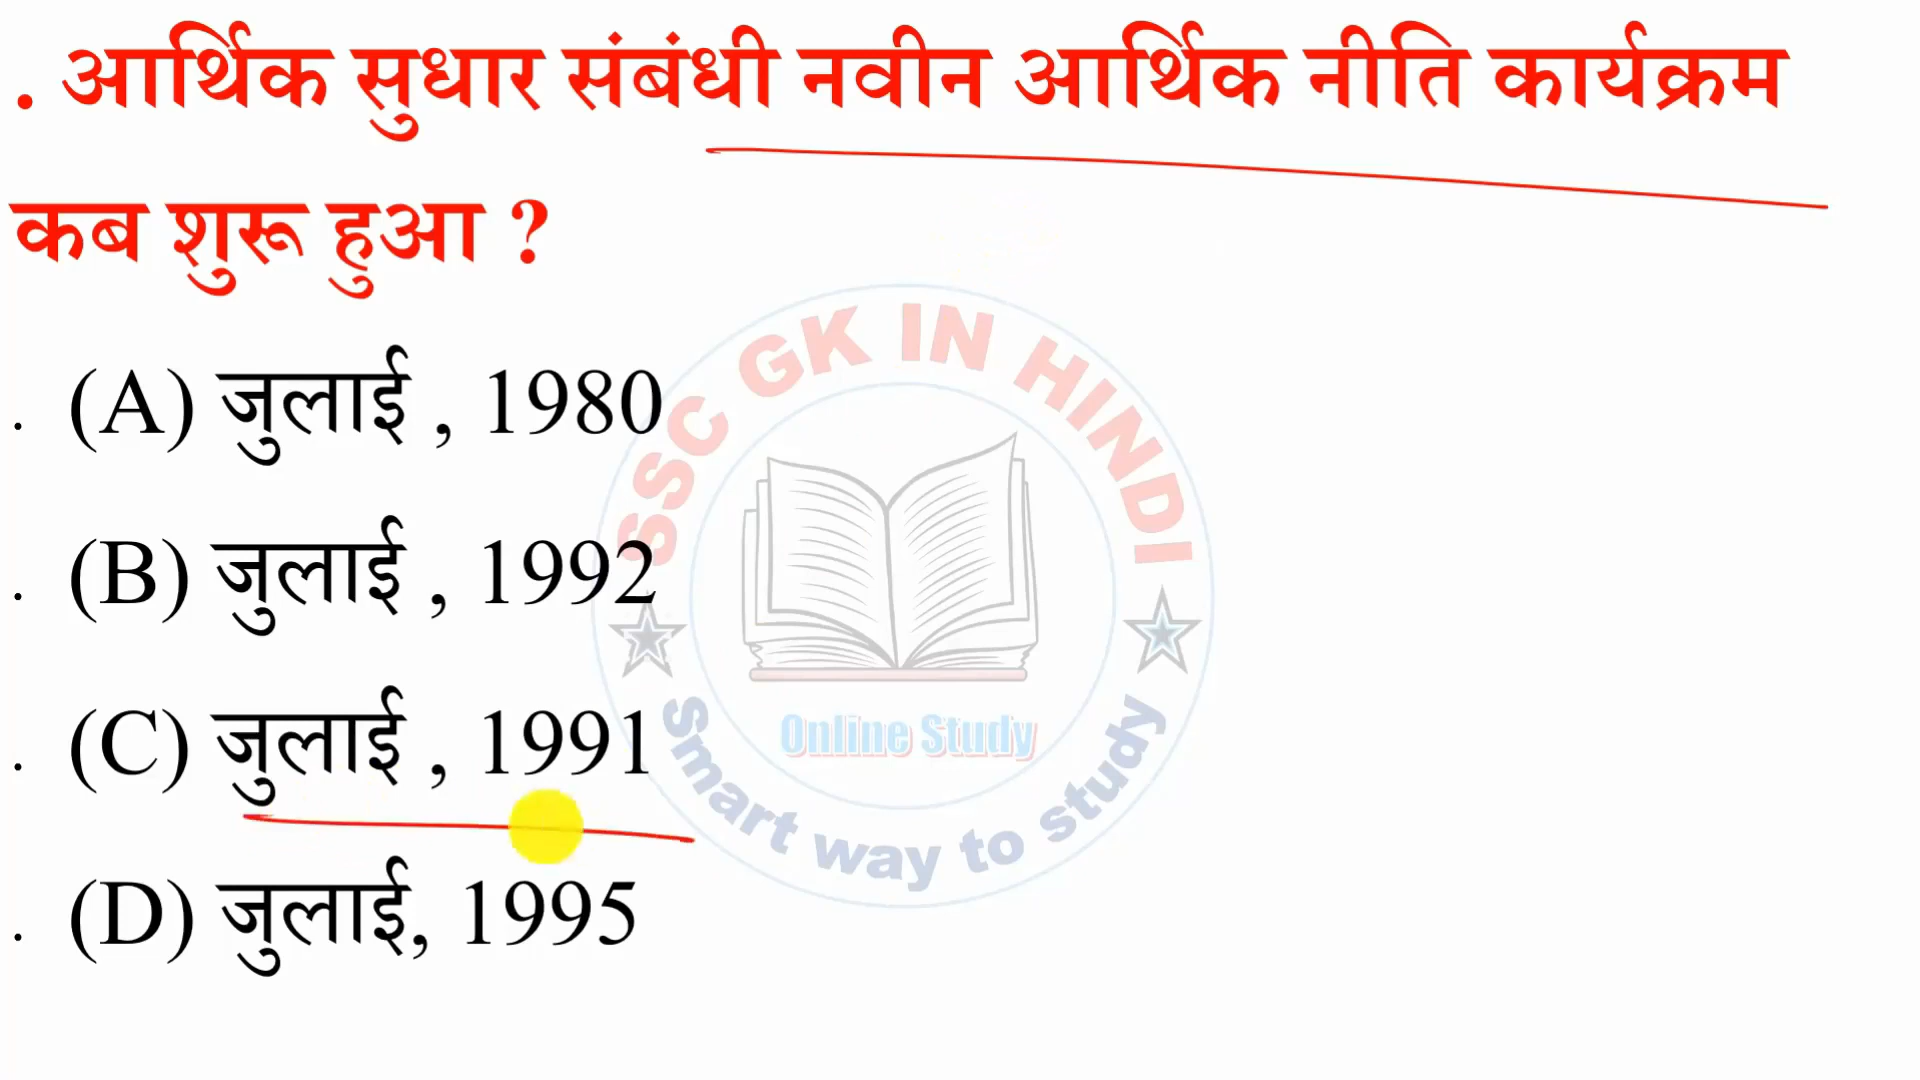 . आर्थिक सुधार संबंधी नवीन आर्थिक नीति कार्यक्रम
कब शुरू हुआ ?
. (A) जुलाई , 1980
. (B) जुलाई , 1992
. (C) जुलाई , 1991
. (D) जुलाई, 1995
SSC GK IN HINDI
Online Study
Smart way to study